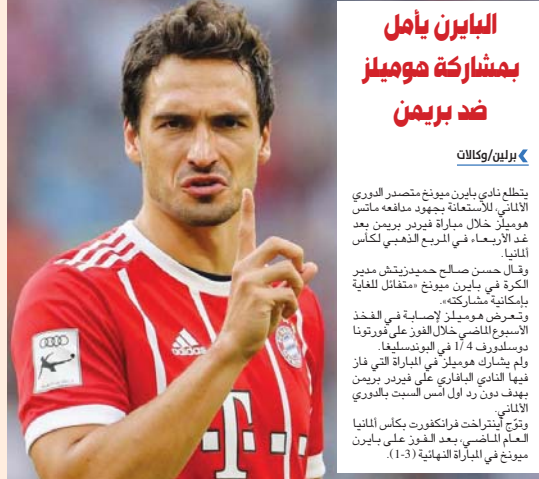 البايرن يأمل
بمشاركة هوميلز
ضد بريمن
برلين/وكالات
يتطلع نادي بايرن ميونخ متصدر الدوري
الالماني، للاستعانة بجهود مدافعه ماتس
هوميلز خلال مباراة فيردر بريمن بعد
غد الأربعاء في المربع الذهبي لكأس
ألمانيا.
وقال حسن صالح حميدزيتش مدير
الكرة في بايرن ميونخ «متفائل للغاية
بإمكانية مشاركته».
وتعرض هوميلز لإصابة في الفخذ
الأسبوع الماضي خلال الفوز على فورتونا
دوسلدورف 4 /1 في البوندسليغا.
ولم يشارك هوميلز في المباراة التي فاز
فيها النادي البافاري على فيردر بريمن
بهدف دون رد اول امس السبت بالدوري
الألماني.
وتوّج آينتراخت فرانكفورت بكأس ألمانيا
العام الماضي، بعد الفوز على بايرن
ميونخ في المباراة النهائية (3-1).
adidas
T